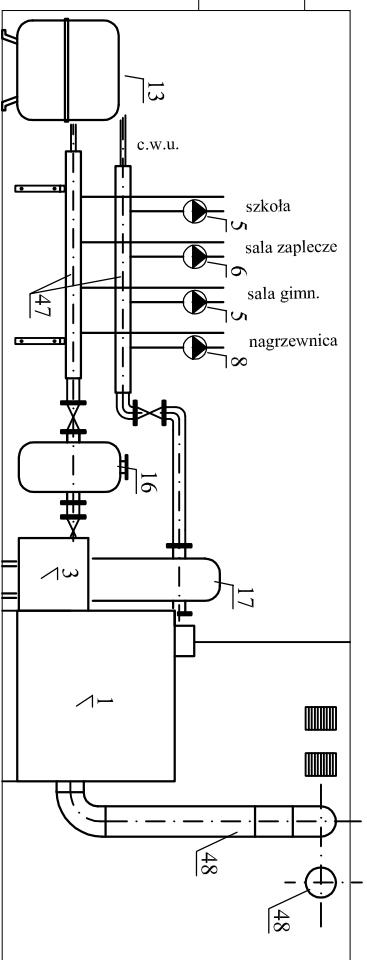 13
c.w.u.
szkoła
5
sala zaplecze
6
sala gimn.
5
nagrzewnica
8
47
16
17
3
1
48
48